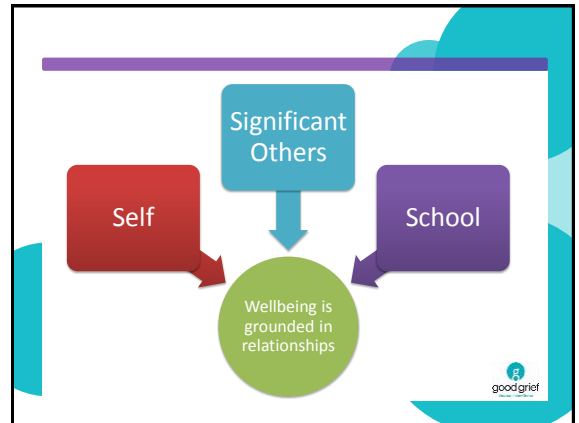 Significant
Others
Self
School
Wellbeing is
grounded in
relationships
g
good grief